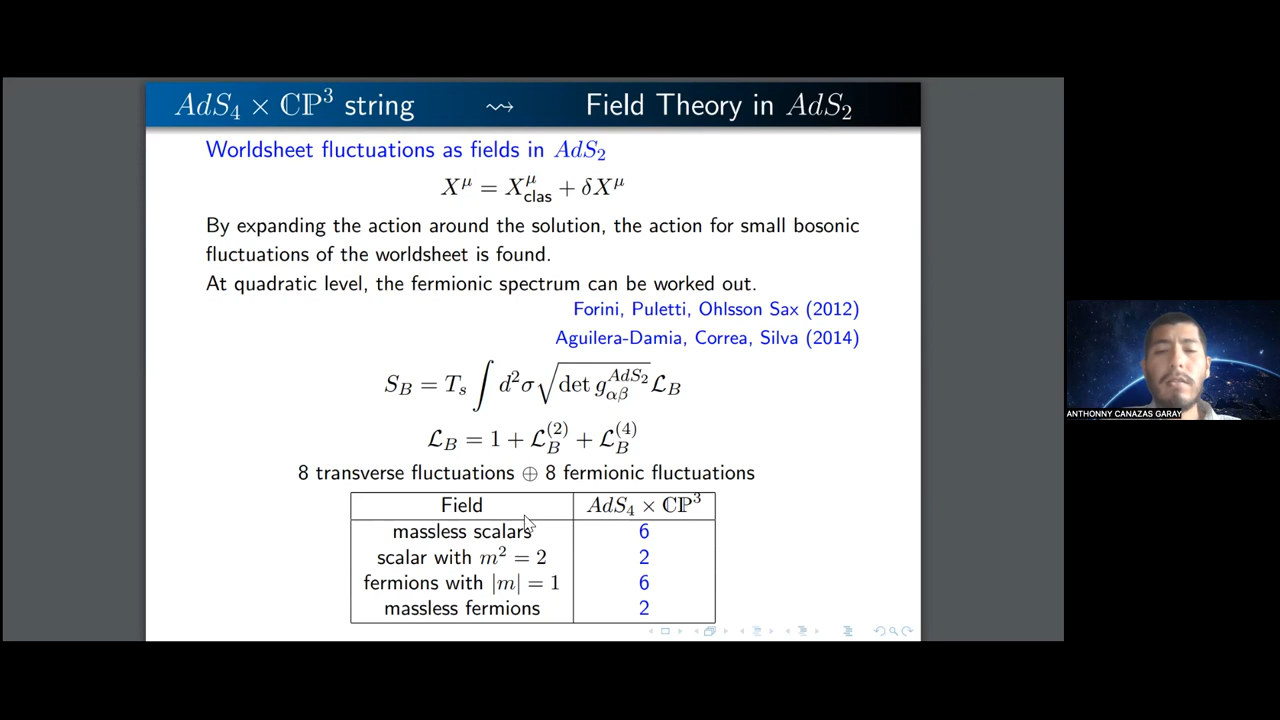 AdS₄ × ℂℙ³ string ⇝ Field Theory in AdS₂
Worldsheet fluctuations as fields in AdS₂
X^μ = X^μ_clas + δX^μ
By expanding the action around the solution, the action for small bosonic
fluctuations of the worldsheet is found.
At quadratic level, the fermionic spectrum can be worked out.
Forini, Puletti, Ohlsson Sax (2012)
Aguilera-Damia, Correa, Silva (2014)
S_B = T_s ∫ d²σ √(det g^{AdS₂}_{αβ}) ℒ_B
ℒ_B = 1 + ℒ_B^{(2)} + ℒ_B^{(4)}
8 transverse fluctuations ⊕ 8 fermionic fluctuations
Field AdS₄ × ℂℙ³
massless scalars 6
scalar with m² = 2 2
fermions with |m| = 1 6
massless fermions 2
ANTHONNY CANAZAS GARAY